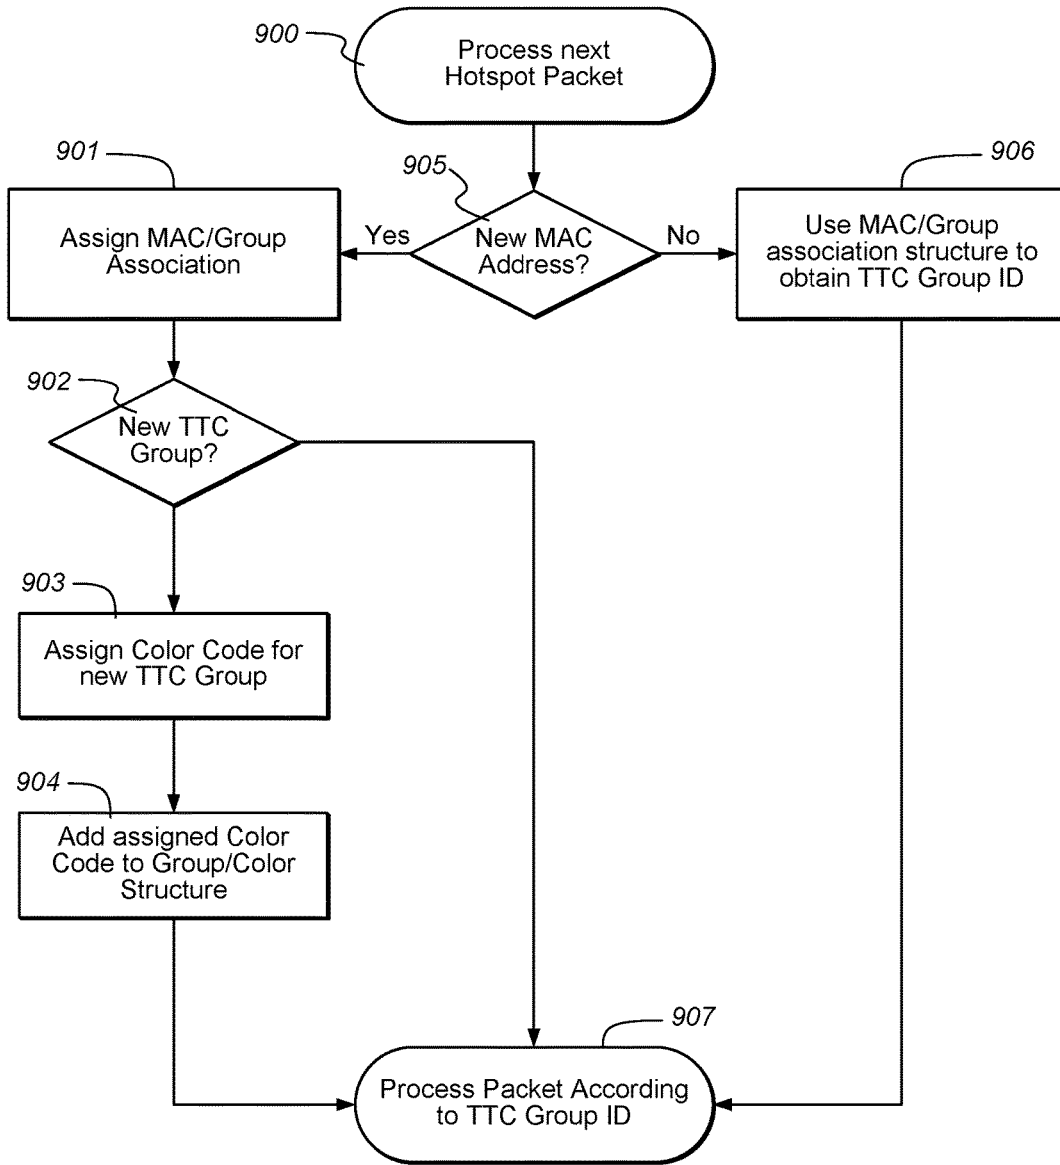 900
Process next
Hotspot Packet
901
905
906
Assign MAC/Group
Association
Yes
New MAC
Address?
No
Use MAC/Group
association structure to
obtain TTC Group ID
902
New TTC
Group?
903
Assign Color Code for
new TTC Group
904
Add assigned Color
Code to Group/Color
Structure
907
Process Packet According
to TTC Group ID